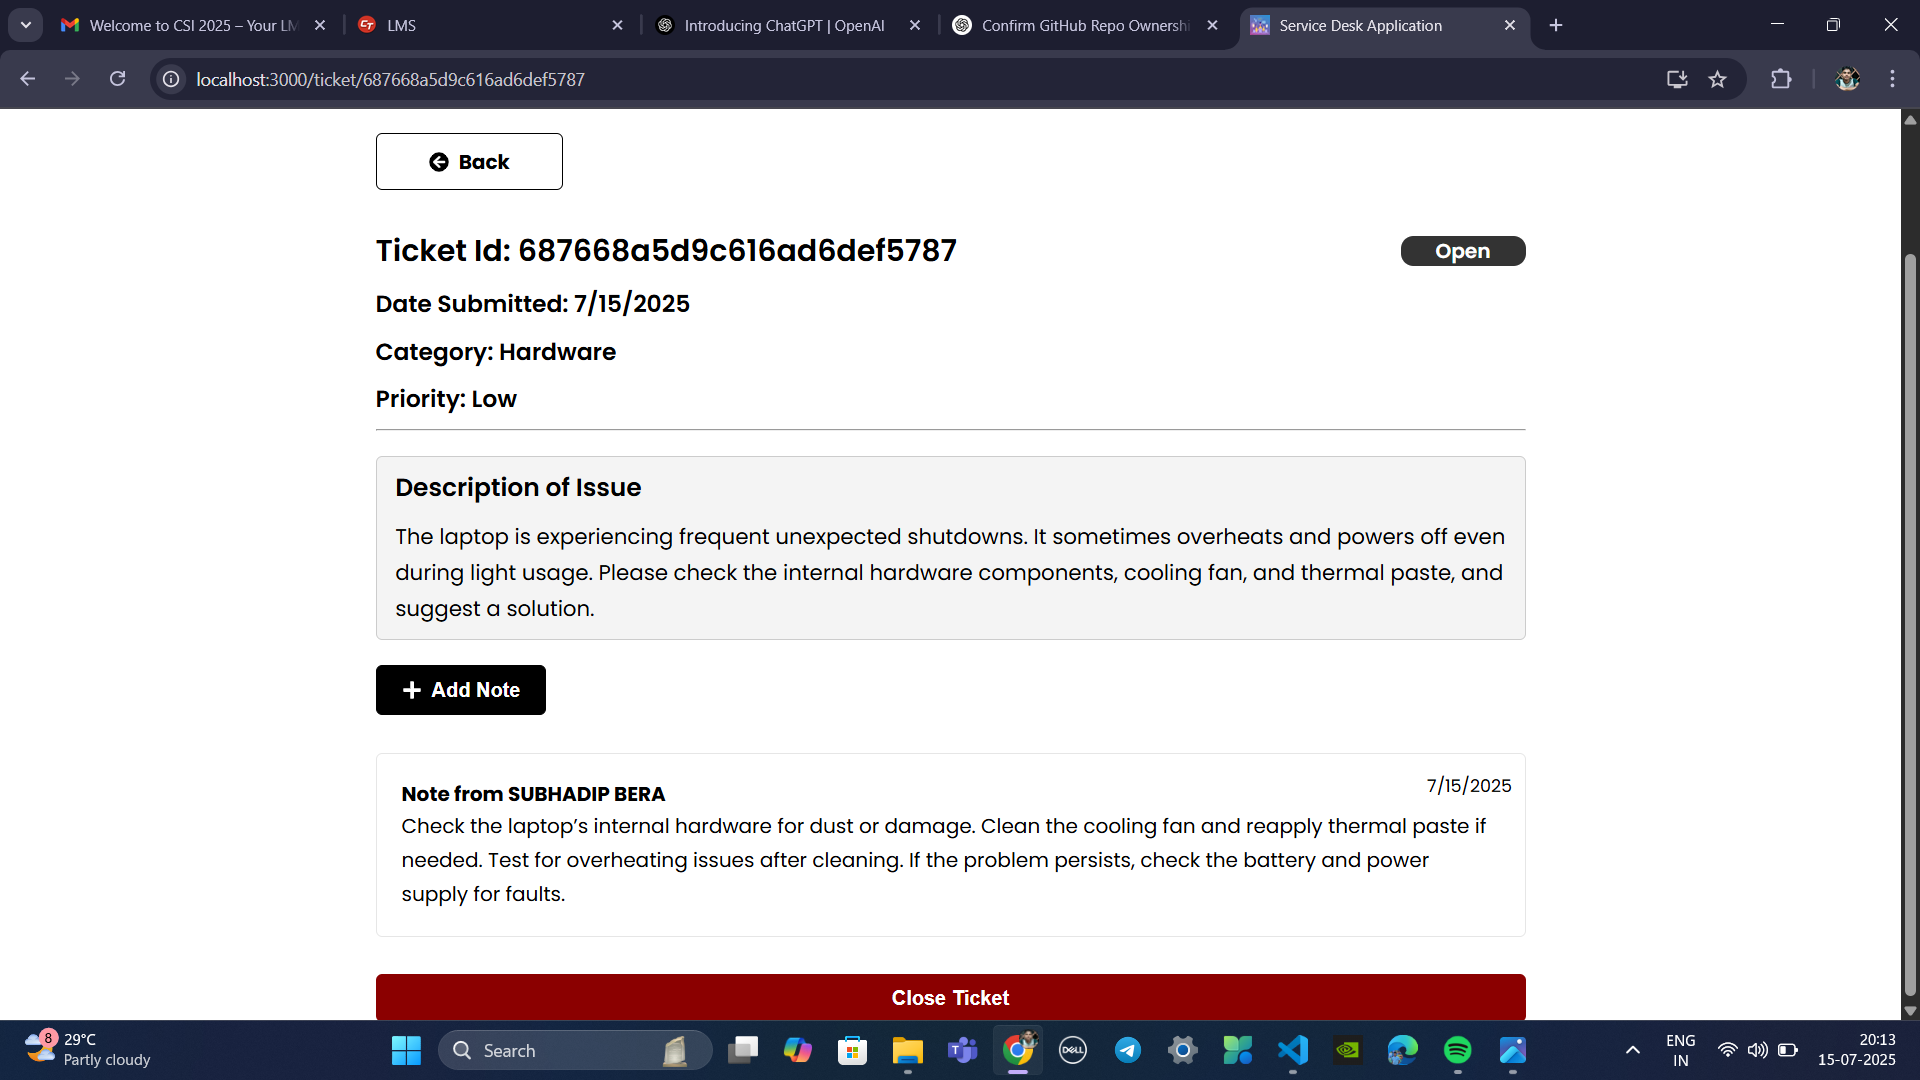 Welcome to CSI 2025 – Your LM
LMS
Introducing ChatGPT | OpenAI
Confirm GitHub Repo Ownershi
Service Desk Application
localhost:3000/ticket/687668a5d9c616ad6def5787
Back
Ticket Id: 687668a5d9c616ad6def5787
Open
Date Submitted: 7/15/2025
Category: Hardware
Priority: Low
Description of Issue
The laptop is experiencing frequent unexpected shutdowns. It sometimes overheats and powers off even
during light usage. Please check the internal hardware components, cooling fan, and thermal paste, and
suggest a solution.
+ Add Note
Note from SUBHADIP BERA
7/15/2025
Check the laptop’s internal hardware for dust or damage. Clean the cooling fan and reapply thermal paste if
needed. Test for overheating issues after cleaning. If the problem persists, check the battery and power
supply for faults.
Close Ticket
8
29°C
Partly cloudy
Search
DELL
ENG
IN
20:13
15-07-2025